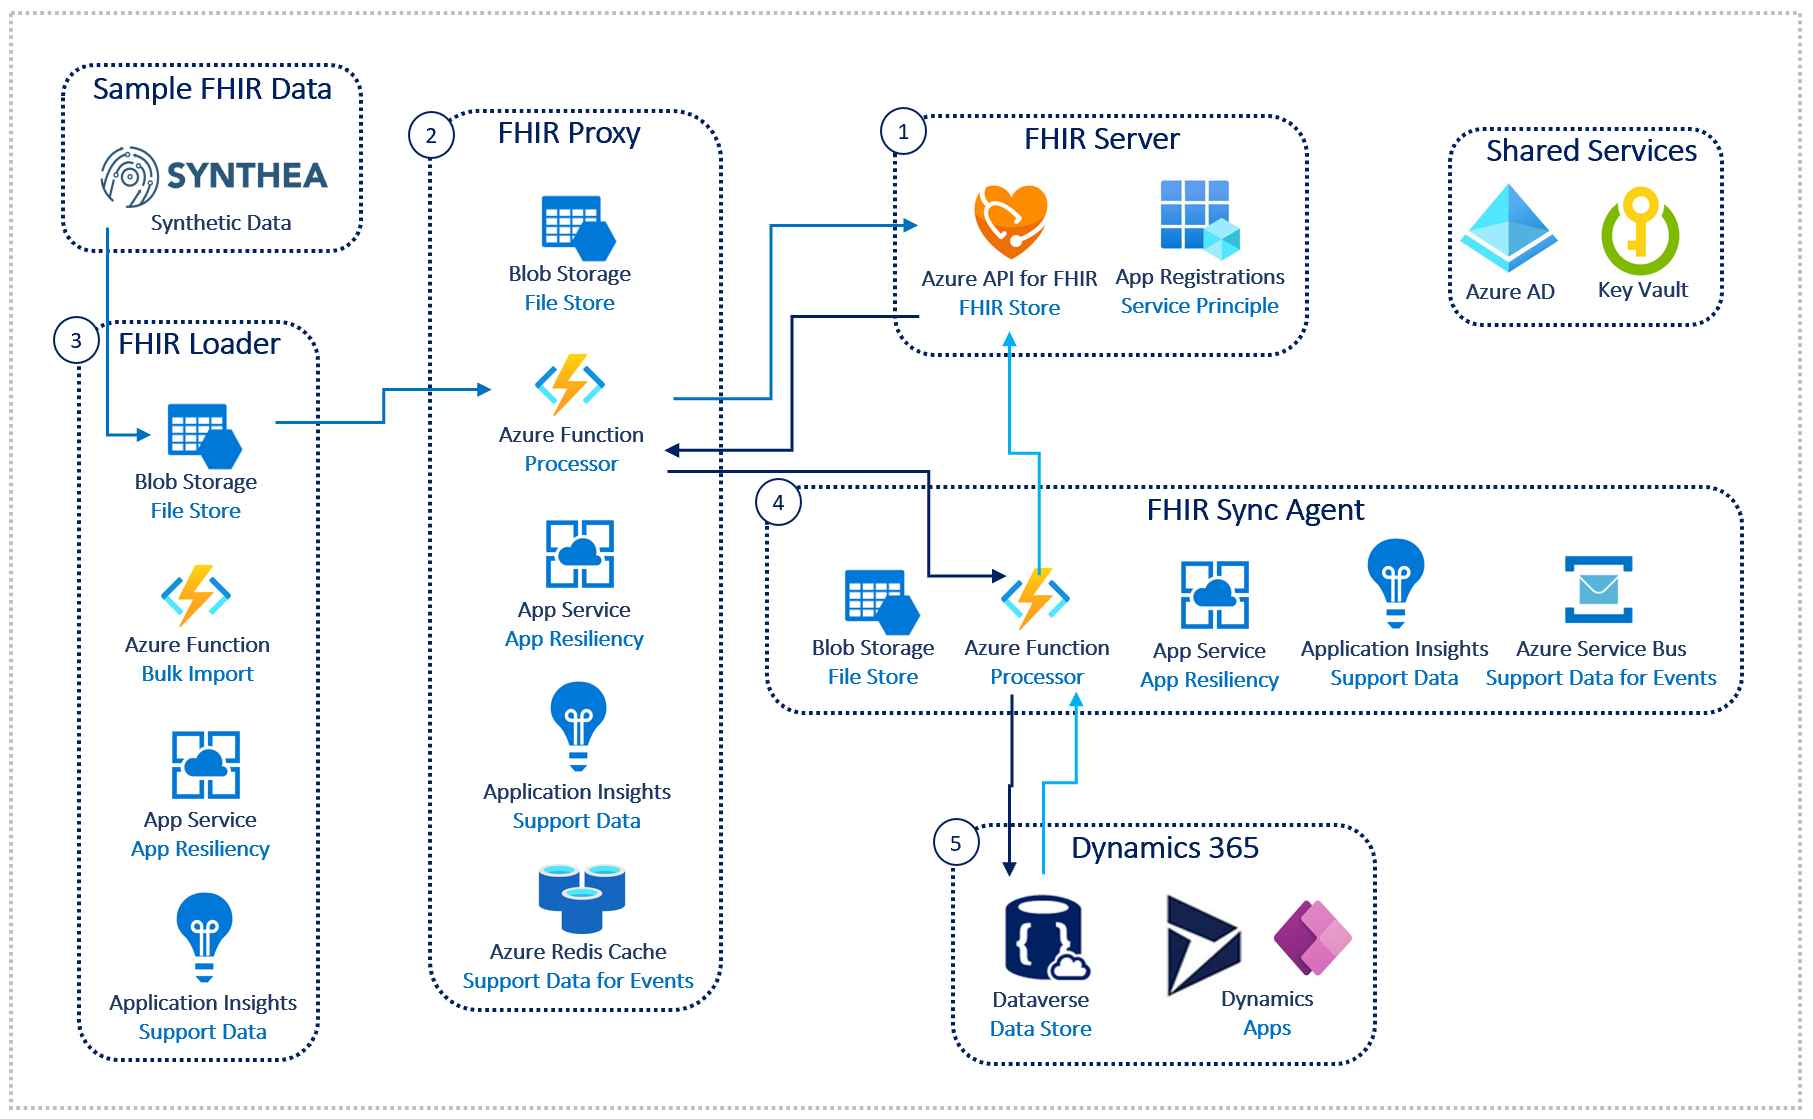 Sample FHIR Data
SYNTHEA
Synthetic Data
3
FHIR Loader
Blob Storage
File Store
Azure Function
Bulk Import
App Service
App Resiliency
Application Insights
Support Data
2
FHIR Proxy
Blob Storage
File Store
Azure Function
Processor
App Service
App Resiliency
Application Insights
Support Data
Azure Redis Cache
Support Data for Events
1
FHIR Server
Azure API for FHIR
FHIR Store
App Registrations
Service Principle
Shared Services
Azure AD
Key Vault
4
FHIR Sync Agent
Blob Storage
File Store
Azure Function
Processor
App Service
App Resiliency
Application Insights
Support Data
Azure Service Bus
Support Data for Events
5
Dynamics 365
Dataverse
Data Store
Dynamics
Apps